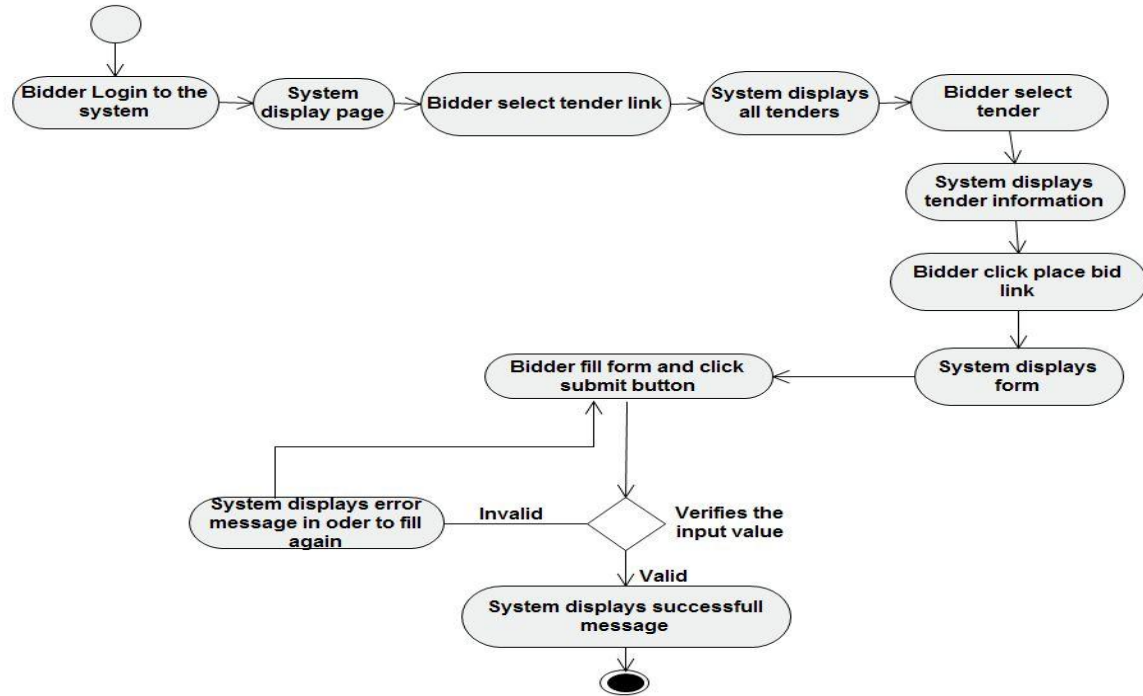 Bidder Login to the
system
System
display page
Bidder select tender link
System displays
all tenders
Bidder select
tender
System displays
tender information
Bidder click place bid
link
System displays
form
Bidder fill form and click
submit button
System displays error
message in oder to fill
again
Invalid
Verifies the
input value
Valid
System displays successfull
message